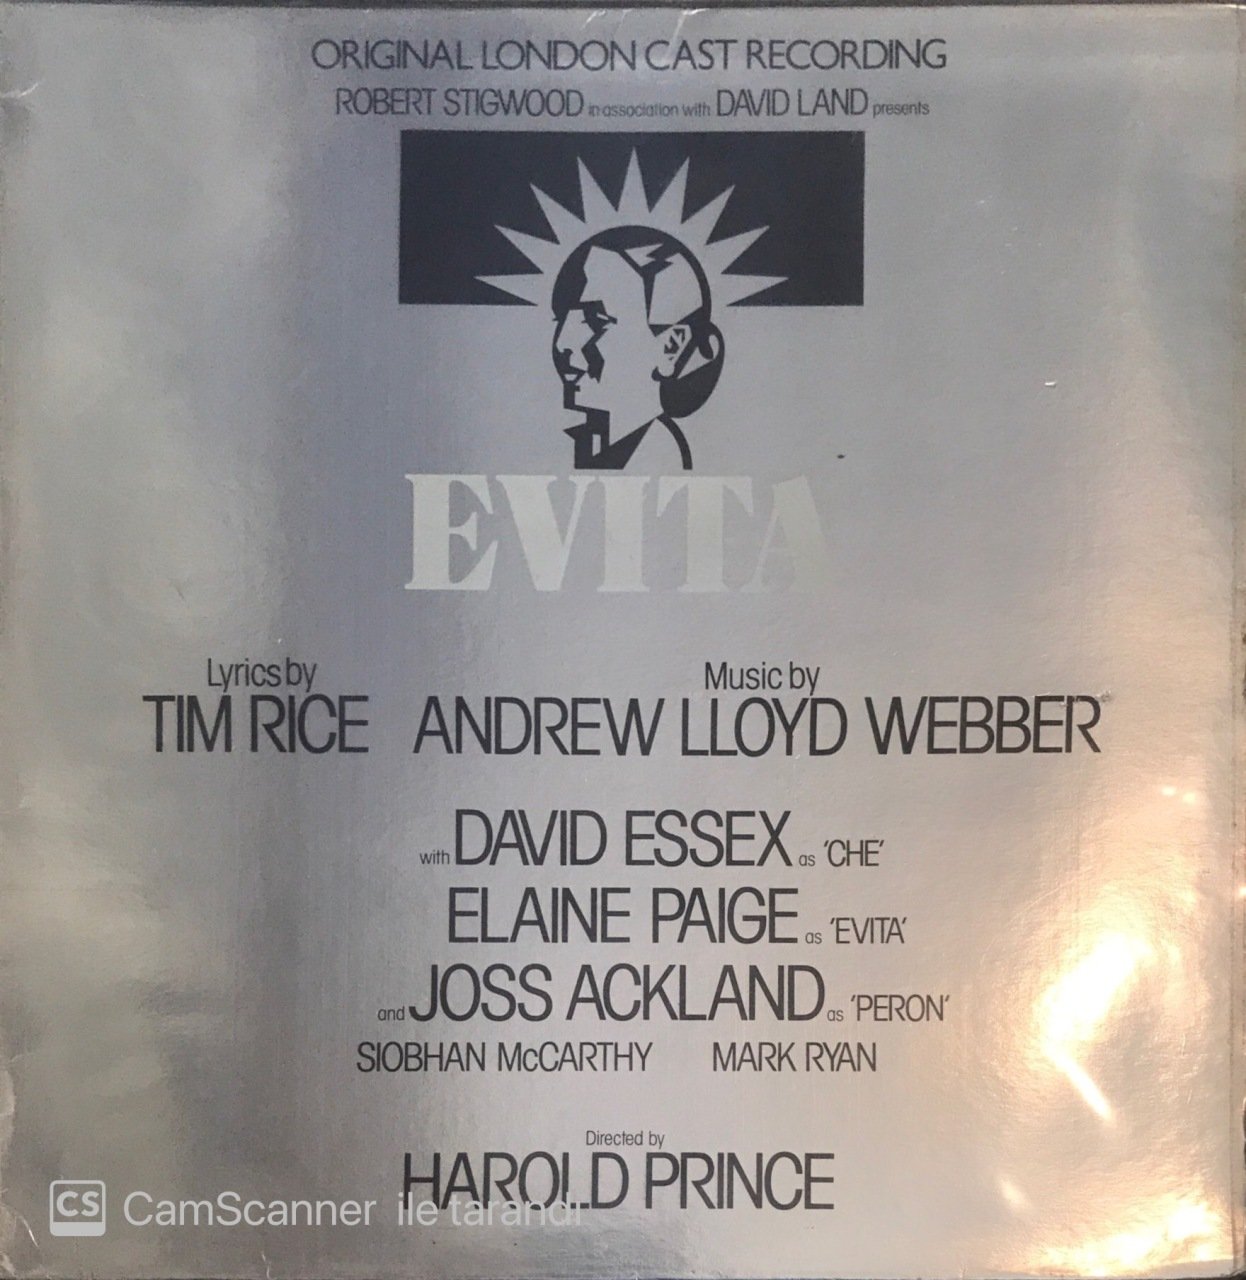 ORIGINAL LONDON CAST RECORDING
ROBERT STIGWOOD in association with DAVID LAND presents
EVITA
Lyrics by
TIM RICE
Music by
ANDREW LLOYD WEBBER
with DAVID ESSEX as 'CHE'
ELAINE PAIGE as 'EVITA'
and JOSS ACKLAND as 'PERON'
SIOBHAN McCARTHY MARK RYAN
Directed by
HAROLD PRINCE
CS CamScanner ile tarandı